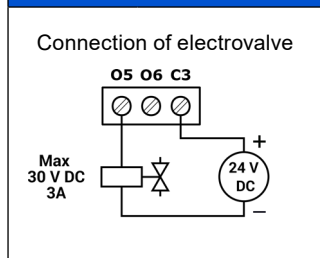 Connection of electrovalve
O5 O6 C3
+
Max
30 V DC
3A
24 V
DC
–